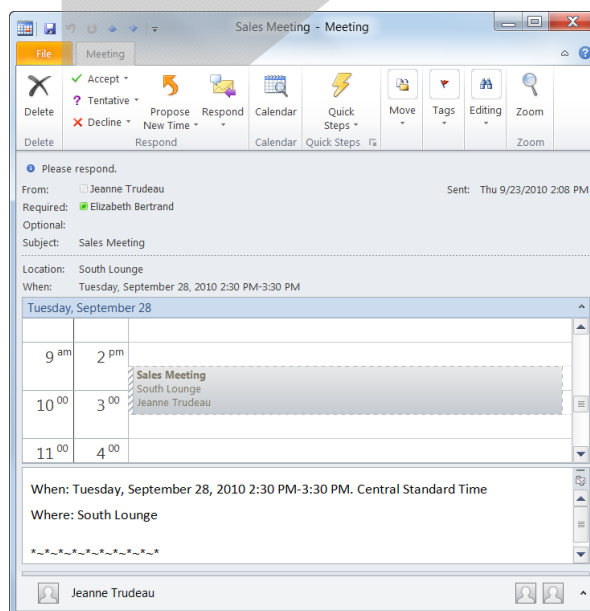 Sales Meeting - Meeting
File Meeting
Delete
Accept
? Tentative
Decline
Propose New Time
Respond
Calendar
Quick Steps
Move
Tags
Editing
Zoom
Delete Respond Calendar Quick Steps Zoom
Please respond.
From: Jeanne Trudeau Sent: Thu 9/23/2010 2:08 PM
Required: Elizabeth Bertrand
Optional:
Subject: Sales Meeting
Location: South Lounge
When: Tuesday, September 28, 2010 2:30 PM-3:30 PM
Tuesday, September 28
9 am 2 pm
Sales Meeting
South Lounge
10 00 3 00 Jeanne Trudeau
11 00 4 00
When: Tuesday, September 28, 2010 2:30 PM-3:30 PM. Central Standard Time
Where: South Lounge
*~*~*~*~*~*~*~*~*~*
Jeanne Trudeau